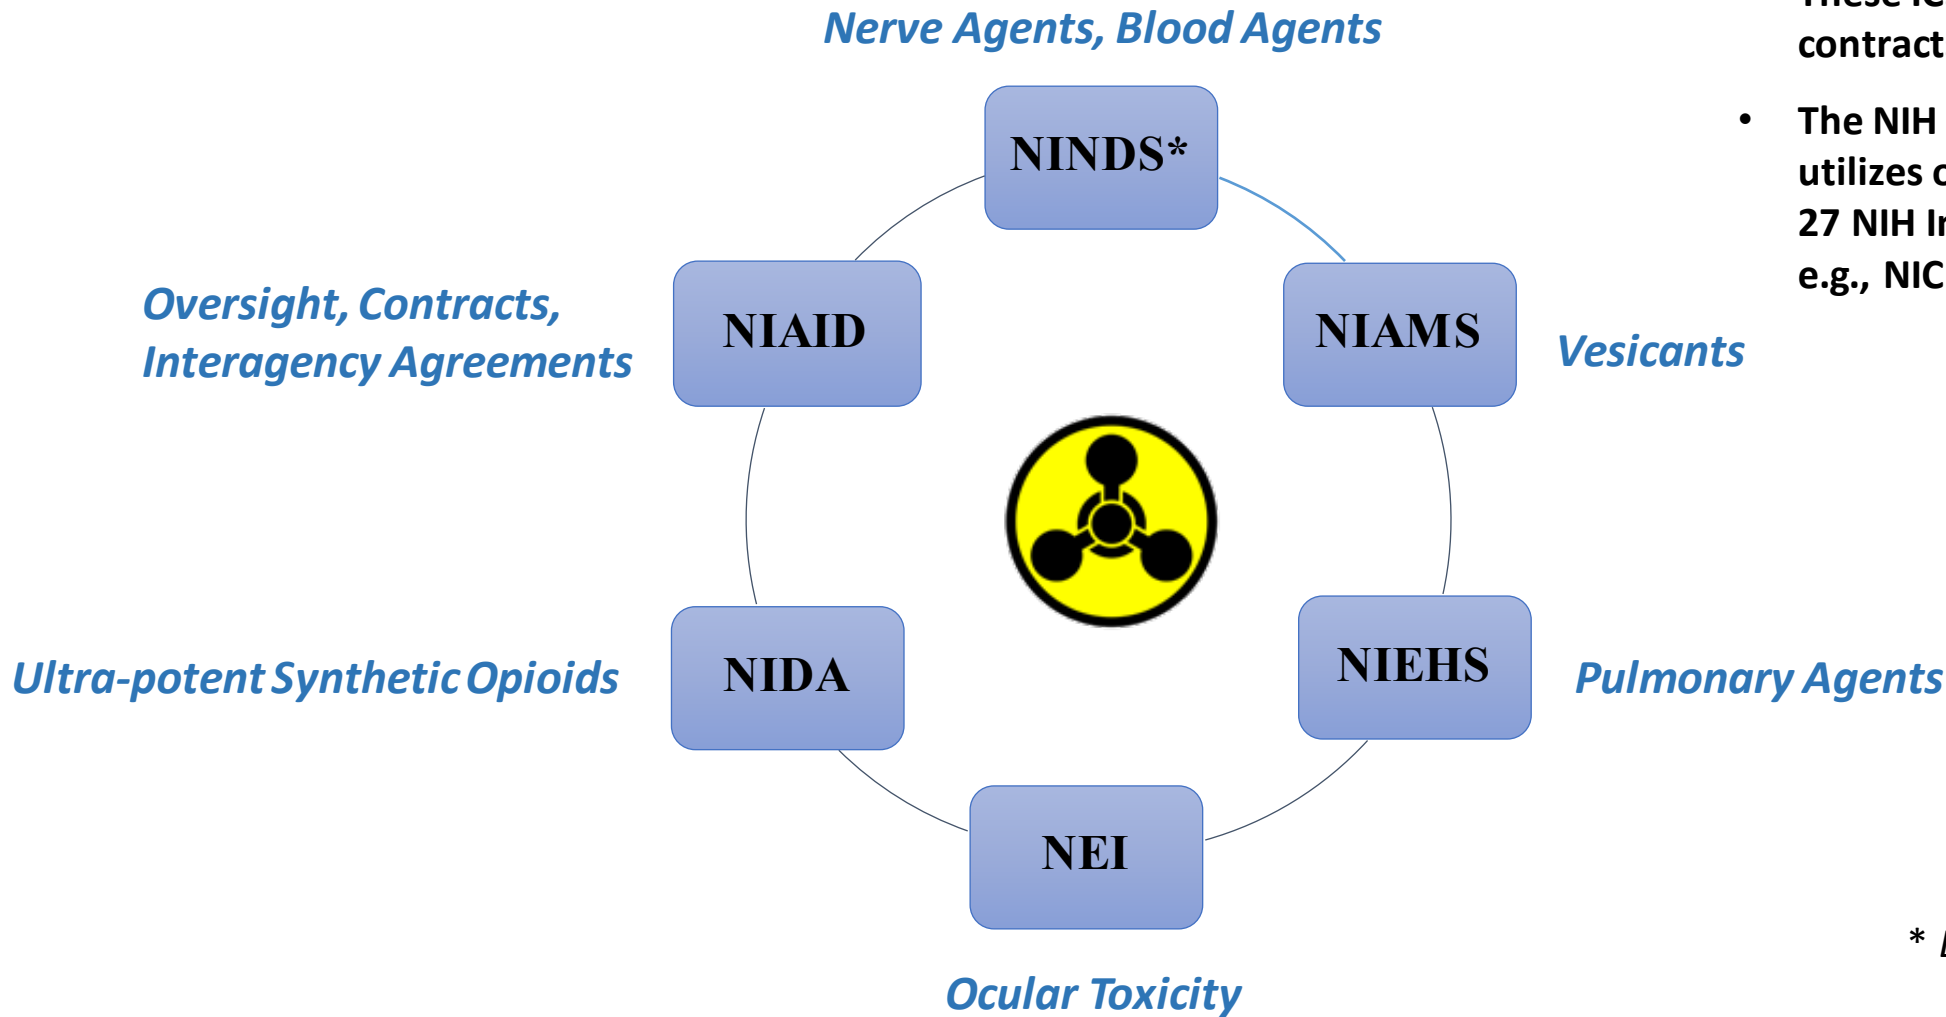 Nerve Agents, Blood Agents
NINDS*
NIAID
Oversight, Contracts,
Interagency Agreements
NIAMS
Vesicants
NIDA
Ultra-potent Synthetic Opioids
NIEHS
Pulmonary Agents
NEI
Ocular Toxicity
These
contract
• The NIH
utilizes
27 NIH
e.g., NIC
*